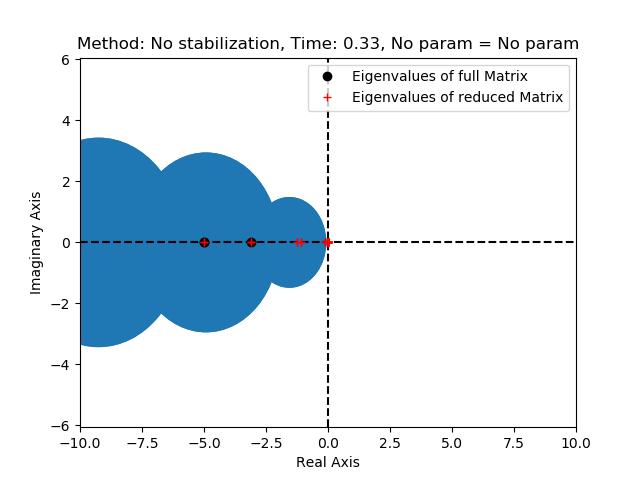 Method: No stabilization, Time: 0.33, No param = No param
Eigenvalues of full Matrix
Eigenvalues of reduced Matrix
6
4
2
0
−2
−4
−6
Imaginary Axis
−10.0 −7.5 −5.0 −2.5 0.0 2.5 5.0 7.5 10.0
Real Axis